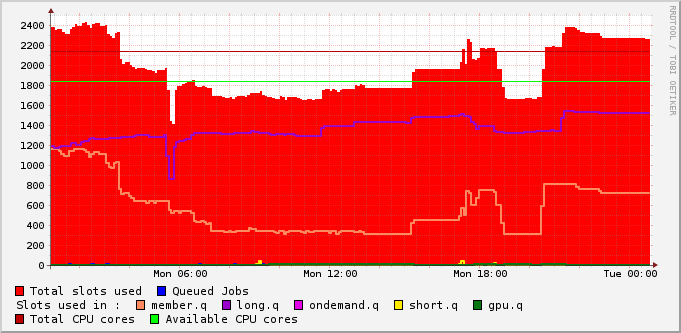 2400
2200
2000
1800
1600
1400
1200
1000
800
600
400
200
0
Mon 06:00 Mon 12:00 Mon 18:00 Tue 00:00
RRDTOOL / TOBI OETIKER
Total slots used Queued Jobs
Slots used in : member.q long.q ondemand.q short.q gpu.q
Total CPU cores Available CPU cores